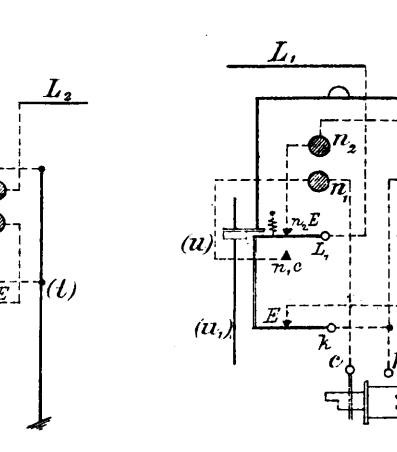 L₂
E
(t)
L₁
n₂
n₁
n₂E
(u)
L₁
n₁c
E
(u₁)
k
c